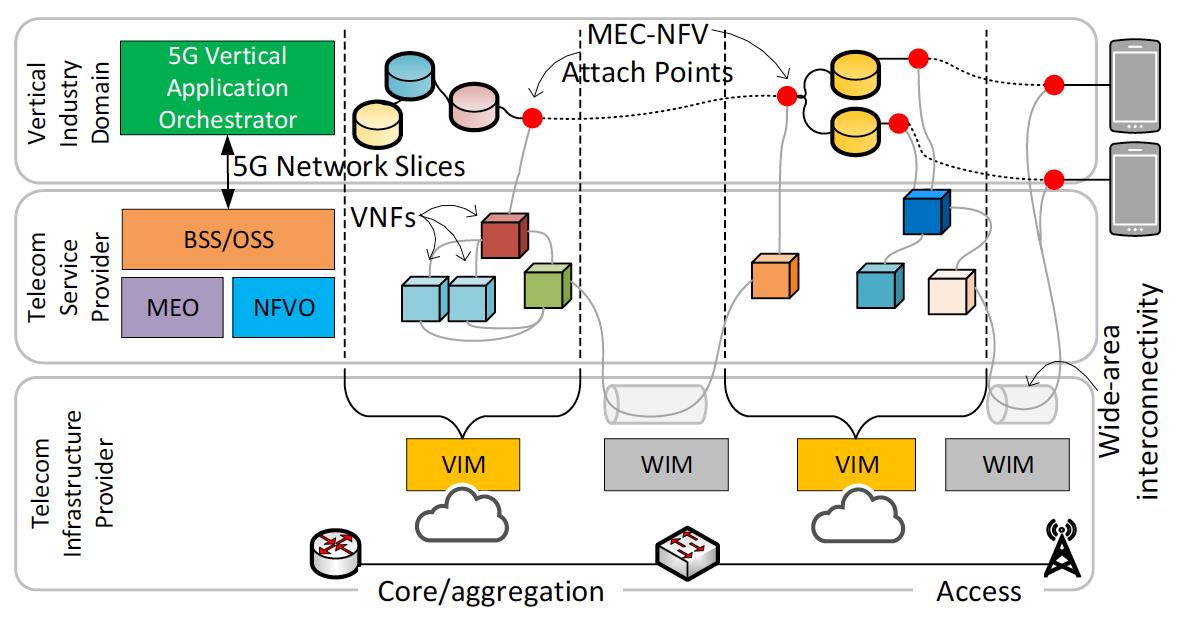 Vertical
Industry
Domain
5G Vertical
Application
Orchestrator
MEC-NFV
Attach Points
5G Network Slices
Telecom
Service
Provider
BSS/OSS
MEO
NFVO
VNFs
Wide-area
interconnectivity
Telecom
Infrastructure
Provider
VIM
WIM
VIM
WIM
Core/aggregation
Access